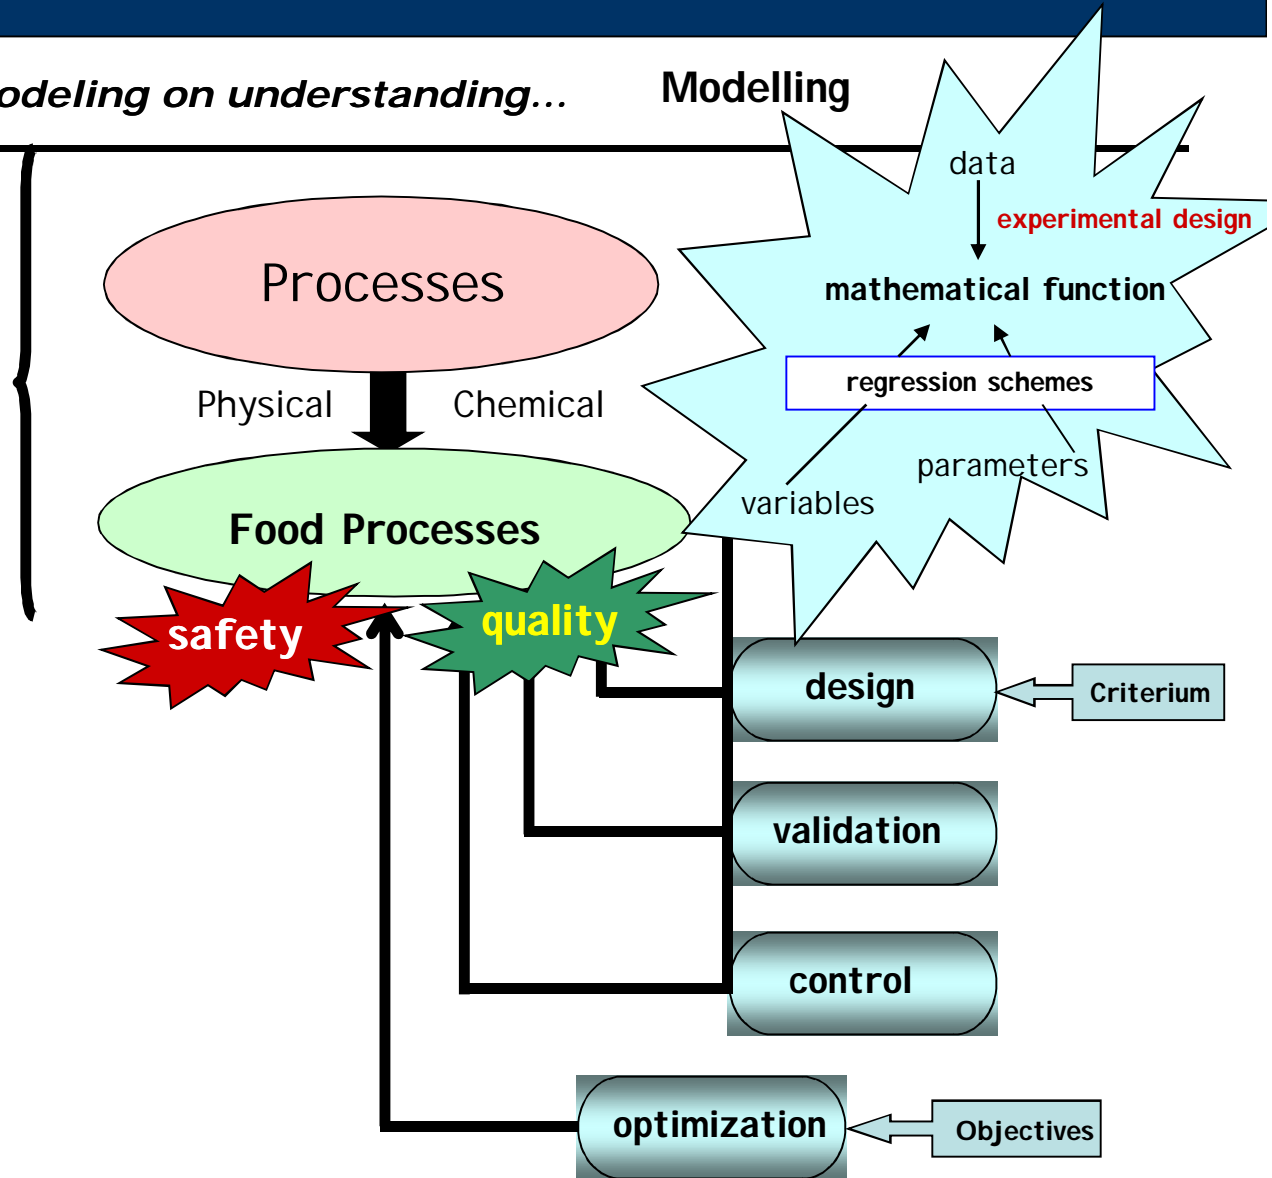 odeling on understanding...
Modelling
data
experimental design
mathematical function
regression schemes
parameters
variables
Processes
Physical
Chemical
Food Processes
safety
quality
design
Criterium
validation
control
optimization
Objectives